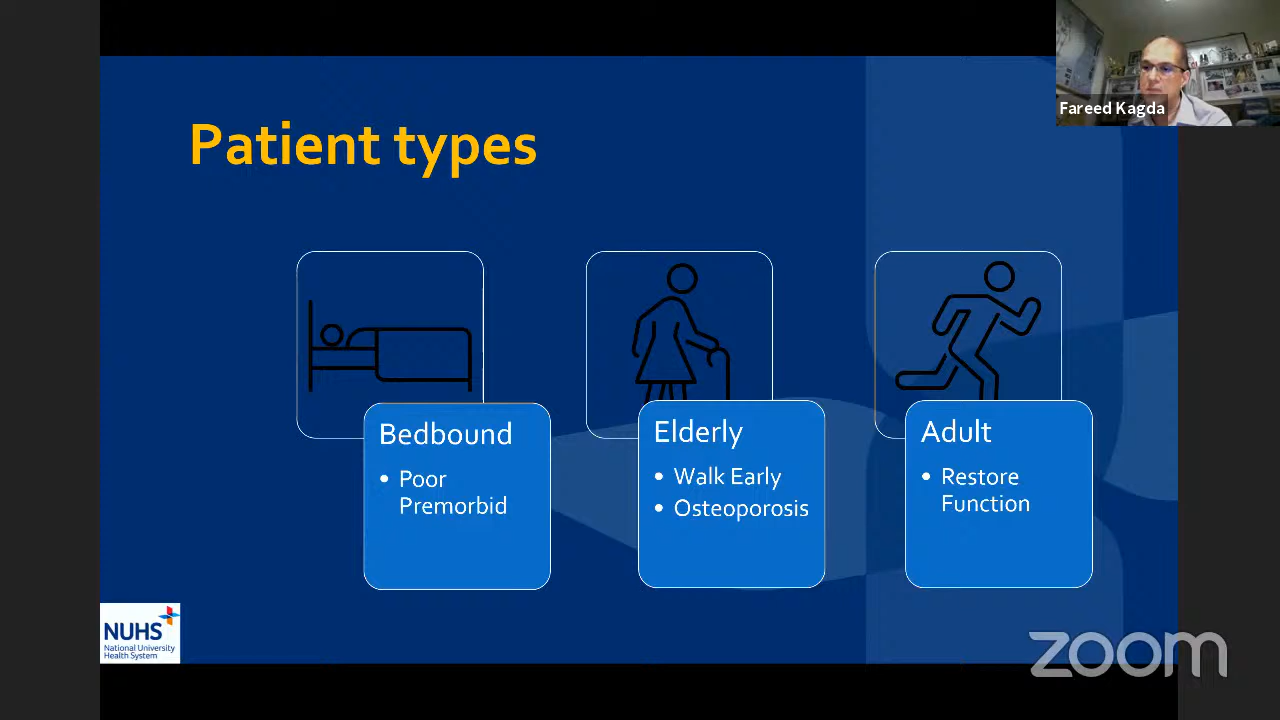 Fareed Kagda
Patient types
Bedbound
• Poor
Premorbid
Elderly
• Walk Early
• Osteoporosis
Adult
• Restore
Function
NUHS
National University
Health System
zoom